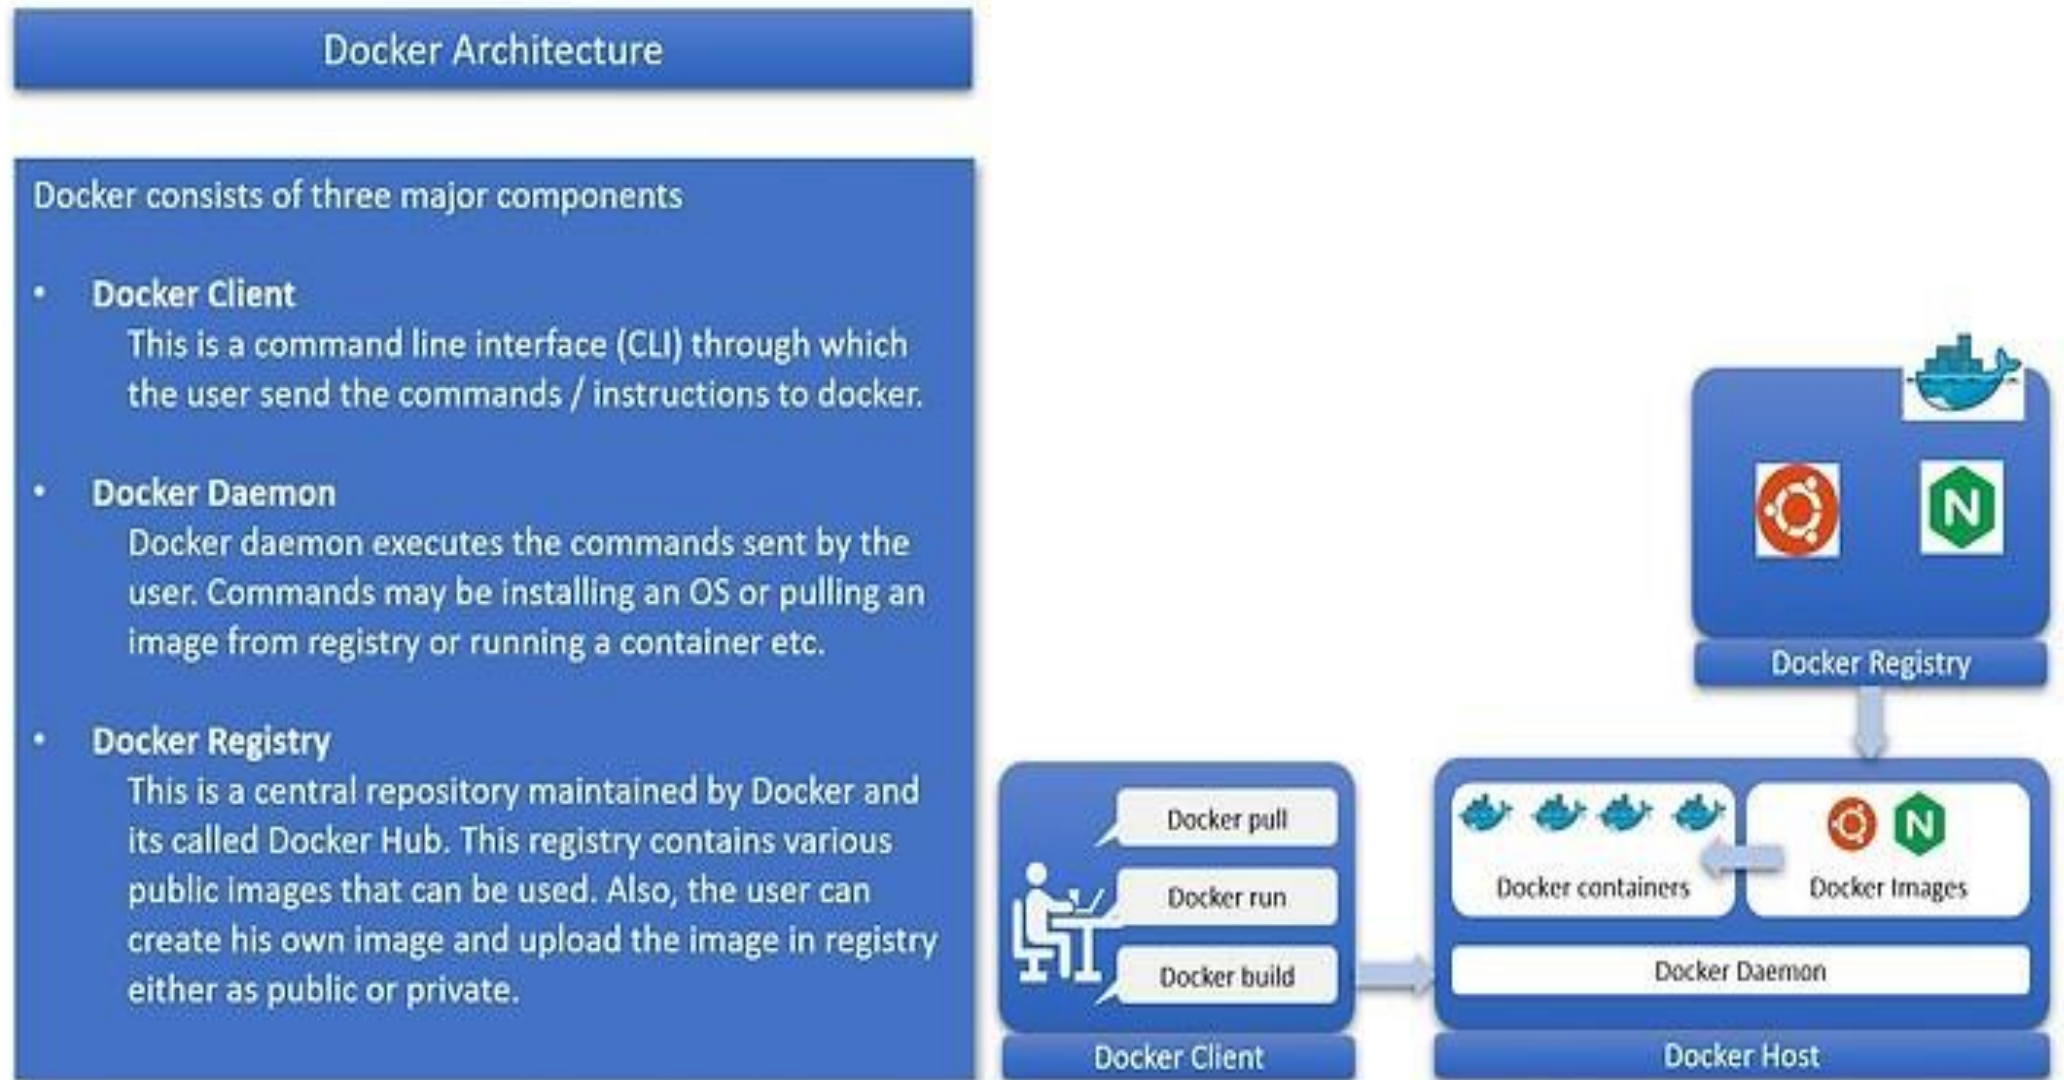 Docker Architecture
Docker consists of three major components
• Docker Client
This is a command line interface (CLI) through which
the user send the commands / instructions to docker.
• Docker Daemon
Docker daemon executes the commands sent by the
user. Commands may be installing an OS or pulling an
image from registry or running a container etc.
• Docker Registry
This is a central repository maintained by Docker and
its called Docker Hub. This registry contains various
public images that can be used. Also, the user can
create his own image and upload the image in registry
either as public or private.
N
Docker Registry
Docker pull
Docker run
Docker build
Docker Client
Docker containers
N
Docker Images
Docker Daemon
Docker Host